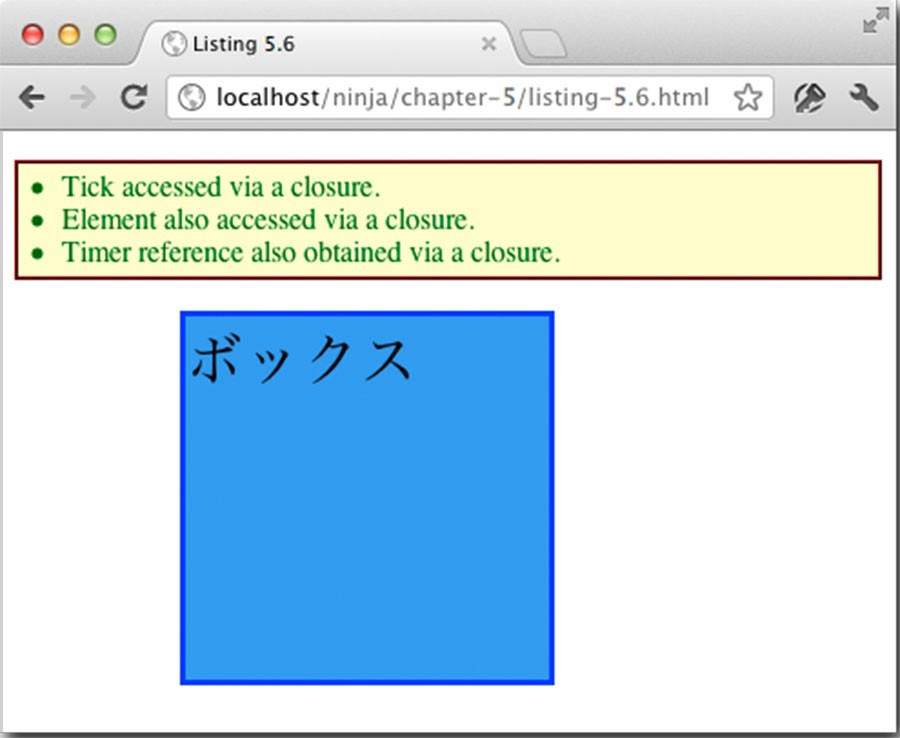 Listing 5.6
localhost/ninja/chapter-5/listing-5.6.html
Tick accessed via a closure.
Element also accessed via a closure.
Timer reference also obtained via a closure.
ボックス